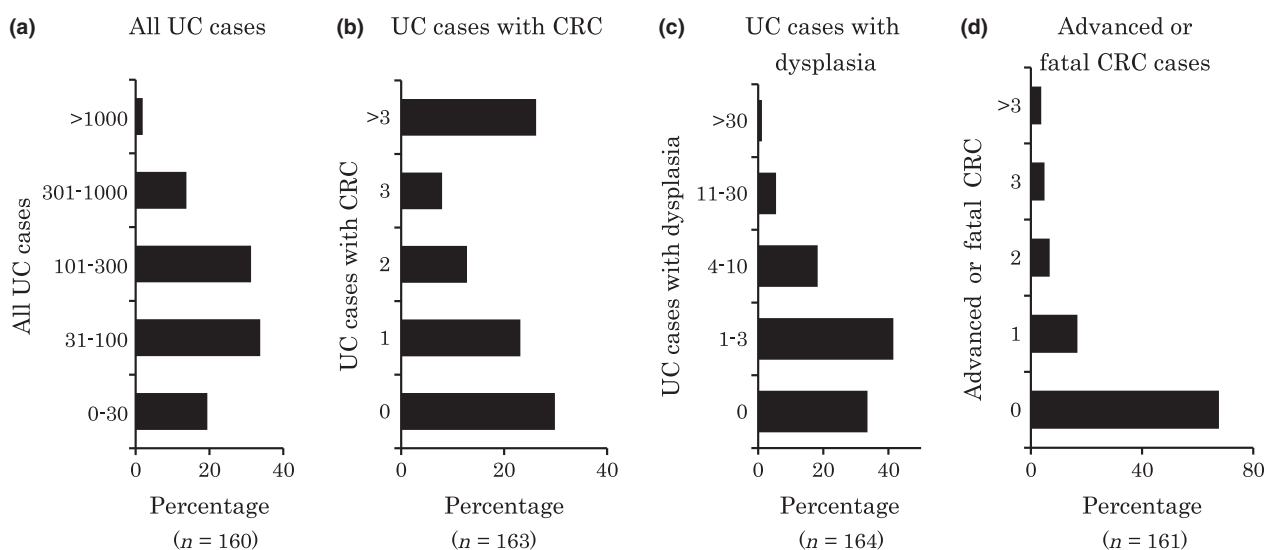 (a) All UC cases
All UC cases
>1000
301-1000
101-300
31-100
0-30
0 20 40
Percentage
(n = 160)
(b) UC cases with CRC
UC cases with CRC
>3
3
2
1
0
0 20 40
Percentage
(n = 163)
(c) UC cases with
dysplasia
UC cases with dysplasia
>30
11-30
4-10
1-3
0
0 20 40
Percentage
(n = 164)
(d) Advanced or
fatal CRC cases
Advanced or fatal CRC
>3
3
2
1
0
0 40 80
Percentage
(n = 161)